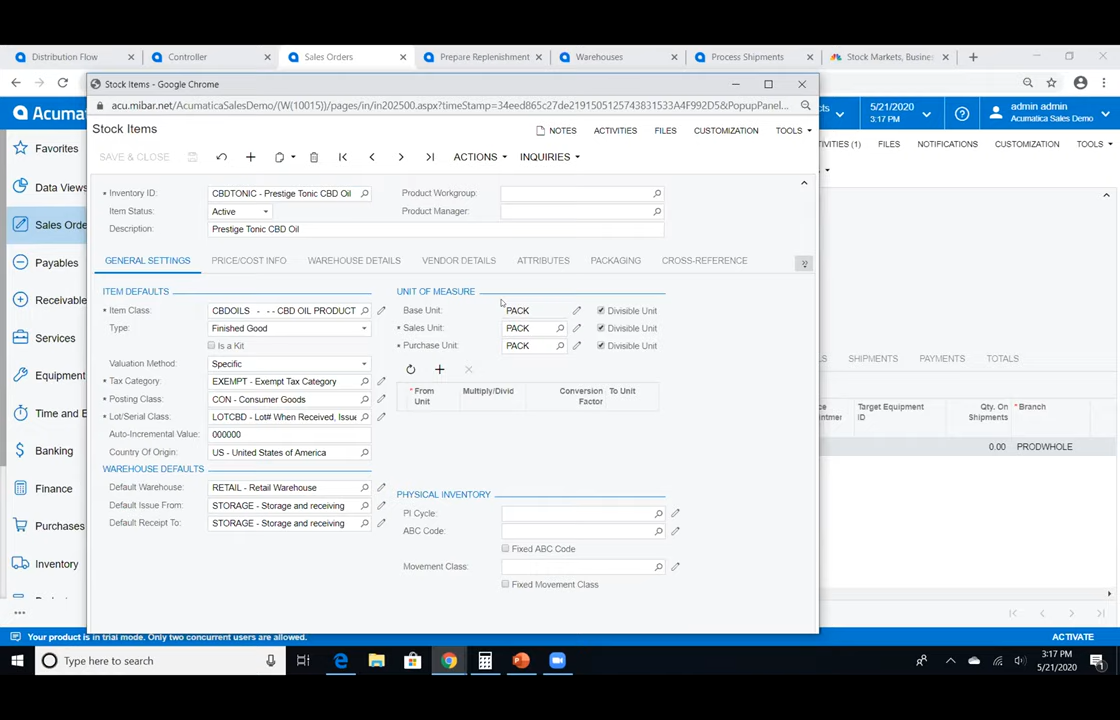 Distribution Flow
Controller
Sales Orders
Prepare Replenishment
Warehouses
Process Shipments
Stock Markets, Busine
Stock Items - Google Chrome
acu.mibar.net/AcumaticaSalesDemo/(W(10015))/pages/in/in202500.aspx?timeStamp=34eed865c27de2191505125743831533A4F992D5&PopupPanel...
Acuma
5/21/2020
3:17 PM
admin admin
Acumatica Sales Demo
Stock Items
NOTES
ACTIVITIES
FILES
CUSTOMIZATION
TOOLS
TIVITIES (1)
FILES
NOTIFICATIONS
CUSTOMIZATION
TOOLS
SAVE & CLOSE
ACTIONS
INQUIRIES
Favorites
Data Views
Sales Orde
Payables
Receivable
Services
Equipment
Time and E
Banking
Finance
Purchases
Inventory
Inventory ID:
CBDTONIC - Prestige Tonic CBD Oil
Product Workgroup:
Item Status:
Active
Product Manager:
Description:
Prestige Tonic CBD Oil
GENERAL SETTINGS
PRICE/COST INFO
WAREHOUSE DETAILS
VENDOR DETAILS
ATTRIBUTES
PACKAGING
CROSS-REFERENCE
ITEM DEFAULTS
Item Class:
CBDOILS - - - CBD OIL PRODUCT
Type:
Finished Good
Is a Kit
Valuation Method:
Specific
Tax Category:
EXEMPT - Exempt Tax Category
Posting Class:
CON - Consumer Goods
Lot/Serial Class:
LOTCBD - Lot# When Received, Issue
Auto-Incremental Value:
000000
Country Of Origin:
US - United States of America
WAREHOUSE DEFAULTS
Default Warehouse:
RETAIL - Retail Warehouse
Default Issue From:
STORAGE - Storage and receiving
Default Receipt To:
STORAGE - Storage and receiving
UNIT OF MEASURE
Base Unit:
PACK
Divisible Unit
Sales Unit:
PACK
Divisible Unit
Purchase Unit:
PACK
Divisible Unit
From
Unit
Multiply/Divid
Conversion
Factor
To Unit
PHYSICAL INVENTORY
PI Cycle:
ABC Code:
Fixed ABC Code
Movement Class:
Fixed Movement Class
SHIPMENTS
PAYMENTS
TOTALS
Target Equipment
ID
Qty. On
Shipments
Branch
0.00
PRODWHOLE
Your product is in trial mode. Only two concurrent users are allowed.
ACTIVATE
Type here to search
3:17 PM
5/21/2020